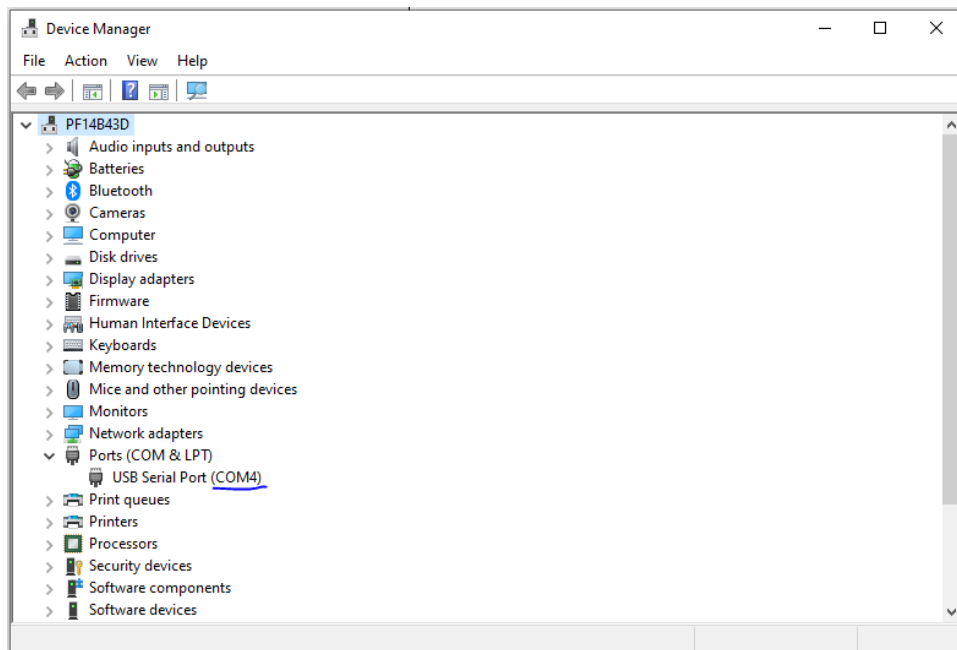 Device Manager
File Action View Help
PF14B43D
Audio inputs and outputs
Batteries
Bluetooth
Cameras
Computer
Disk drives
Display adapters
Firmware
Human Interface Devices
Keyboards
Memory technology devices
Mice and other pointing devices
Monitors
Network adapters
Ports (COM & LPT)
USB Serial Port (COM4)
Print queues
Printers
Processors
Security devices
Software components
Software devices